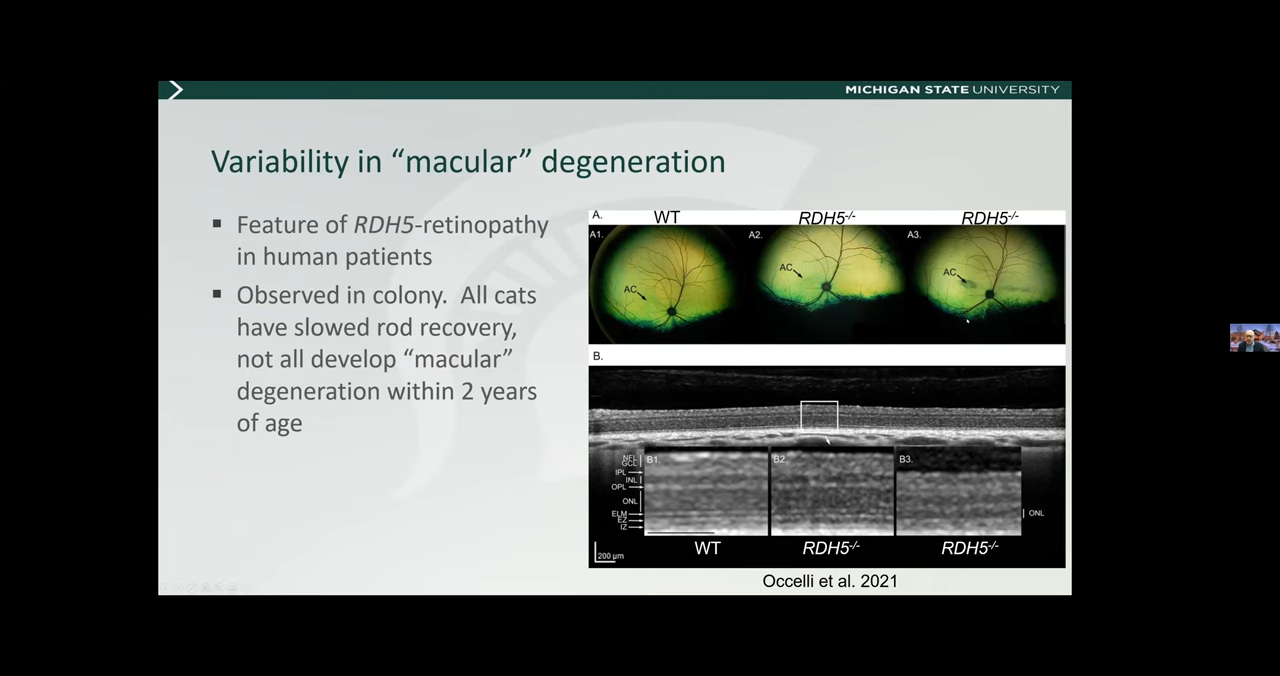 MICHIGAN STATE UNIVERSITY
Variability in “macular” degeneration
▪ Feature of RDH5-retinopathy
in human patients
▪ Observed in colony. All cats
have slowed rod recovery,
not all develop “macular”
degeneration within 2 years
of age
A. WT RDH5-/- RDH5-/-
A1. A2. A3.
AC AC AC
B.
B1. B2. B3.
NFL
GCL
IPL
INL
OPL
ONL
ELM
EZ
IZ
ONL
WT RDH5-/- RDH5-/-
200 µm
Occelli et al. 2021